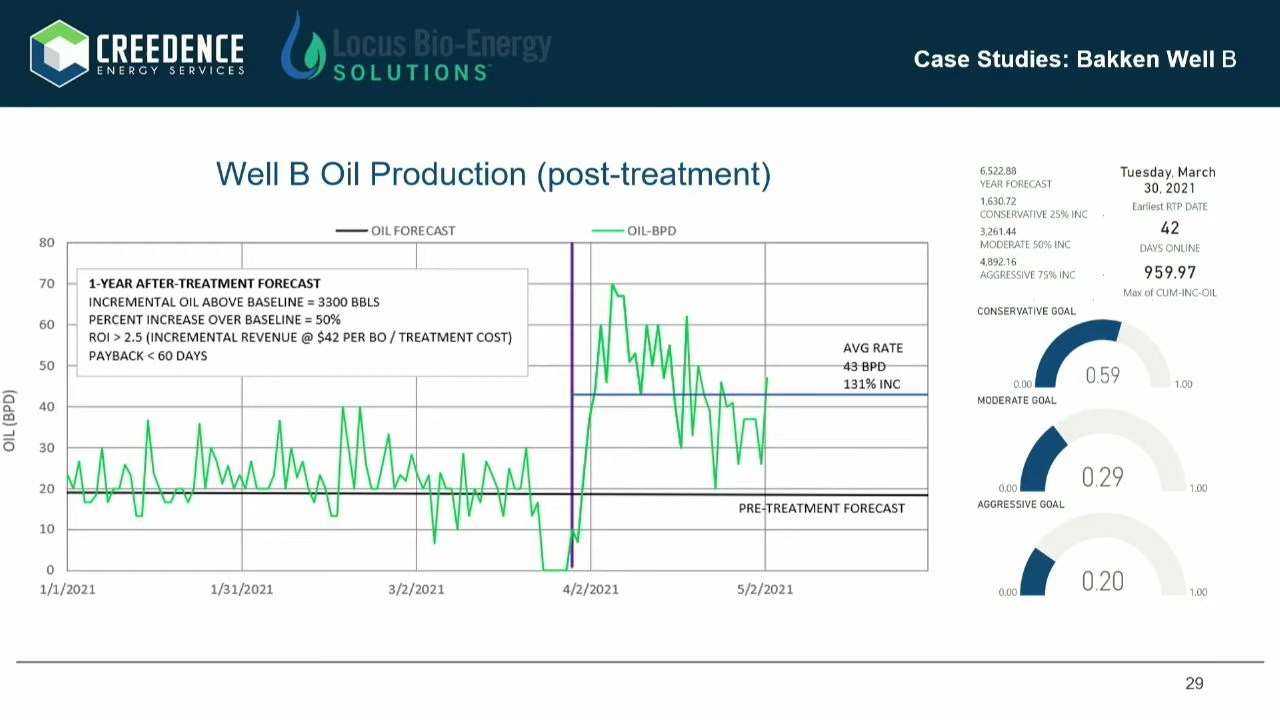 CREEDENCE
ENERGY SERVICES
Locus Bio-Energy
SOLUTIONS
Case Studies: Bakken Well B
Well B Oil Production (post-treatment)
OIL FORECAST
OIL-BPD
80
70
60
50
40
30
20
10
0
OIL (BPD)
1-YEAR AFTER-TREATMENT FORECAST
INCREMENTAL OIL ABOVE BASELINE = 3300 BBLS
PERCENT INCREASE OVER BASELINE = 50%
ROI > 2.5 (INCREMENTAL REVENUE @ $42 PER BO / TREATMENT COST)
PAYBACK < 60 DAYS
AVG RATE
43 BPD
131% INC
PRE-TREATMENT FORECAST
1/1/2021
1/31/2021
3/2/2021
4/2/2021
5/2/2021
6,522.88
YEAR FORECAST
1,630.72
CONSERVATIVE 25% INC
3,261.44
MODERATE 50% INC
4,892.16
AGGRESSIVE 75% INC
Tuesday, March
30, 2021
Earliest RTP DATE
42
DAYS ONLINE
959.97
Max of CUM-INC-OIL
CONSERVATIVE GOAL
0.59
0.00
1.00
MODERATE GOAL
0.29
0.00
1.00
AGGRESSIVE GOAL
0.20
0.00
1.00
29